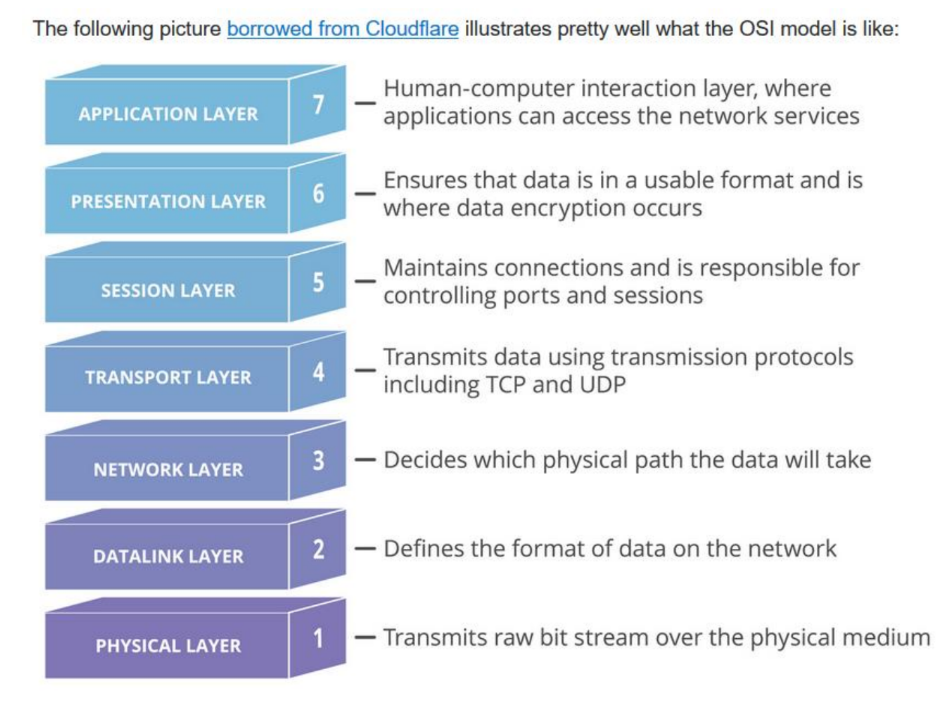 The following picture borrowed from Cloudflare illustrates pretty well what the OSI model is like:
APPLICATION LAYER 7 — Human-computer interaction layer, where
applications can access the network services
PRESENTATION LAYER 6 — Ensures that data is in a usable format and is
where data encryption occurs
SESSION LAYER 5 — Maintains connections and is responsible for
controlling ports and sessions
TRANSPORT LAYER 4 — Transmits data using transmission protocols
including TCP and UDP
NETWORK LAYER 3 — Decides which physical path the data will take
DATALINK LAYER 2 — Defines the format of data on the network
PHYSICAL LAYER 1 — Transmits raw bit stream over the physical medium